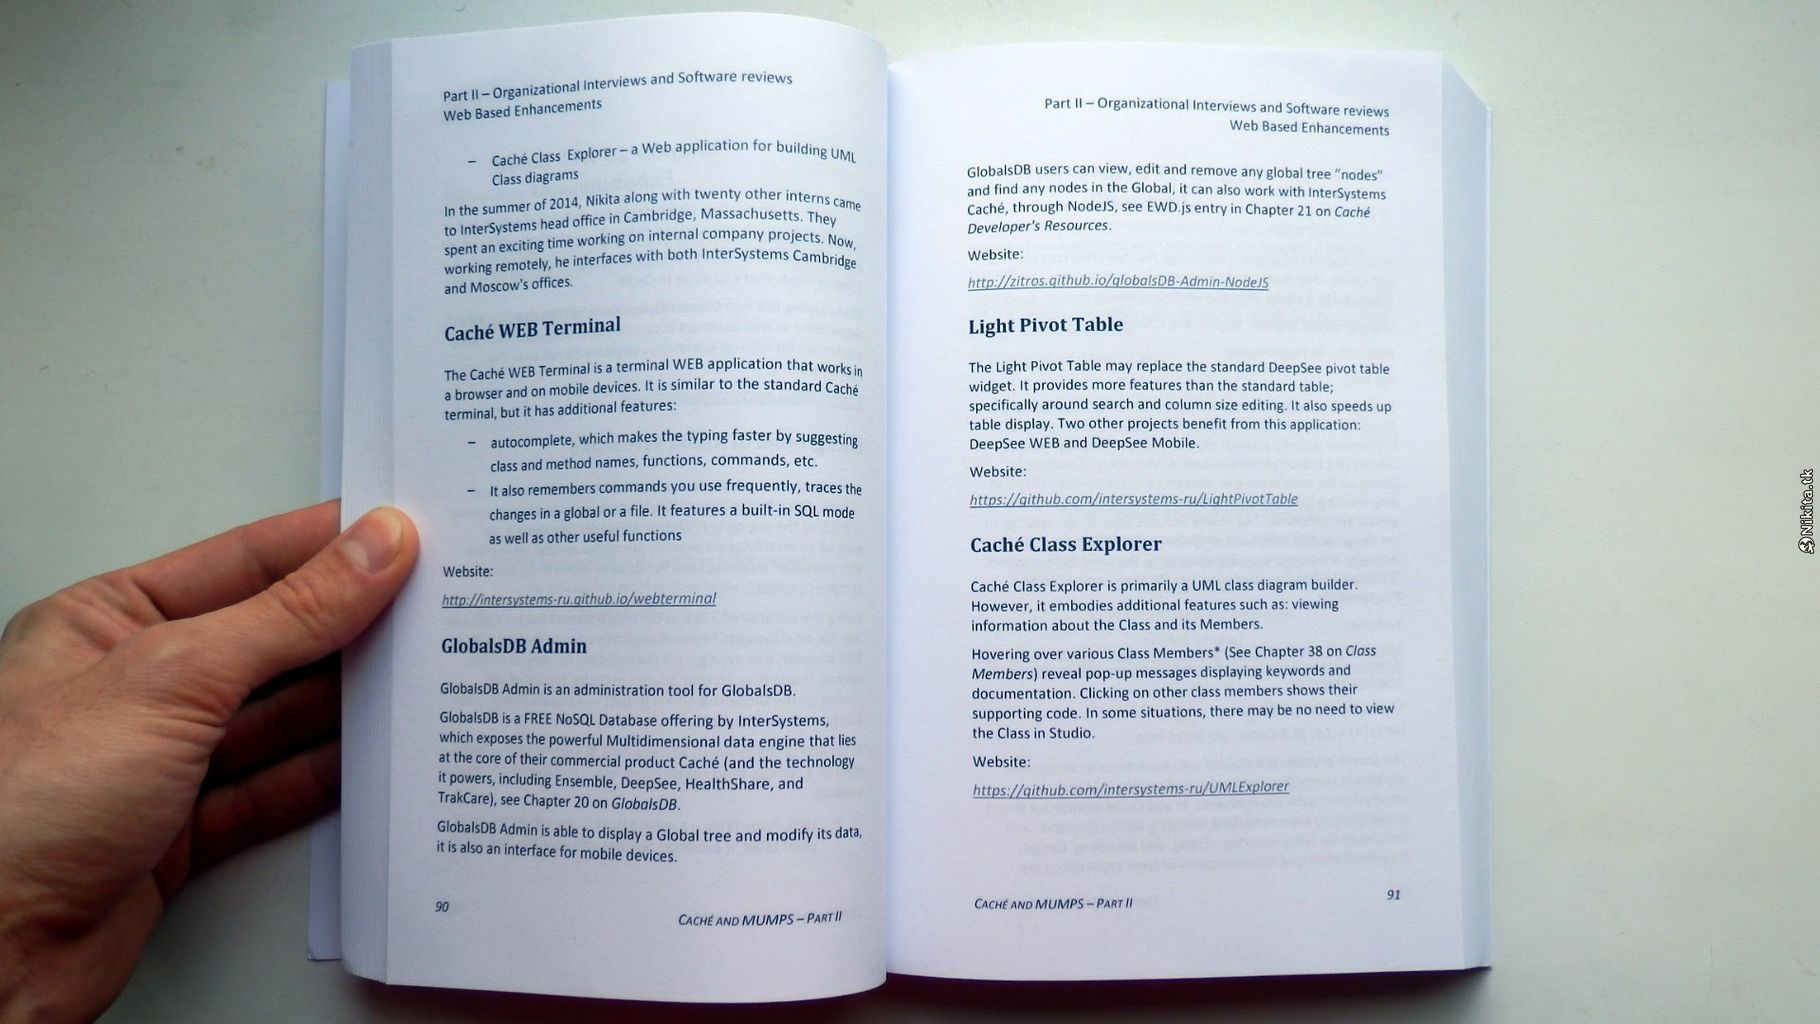 Part II – Organizational Interviews and Software reviews
Web Based Enhancements
– Caché Class Explorer – a Web application for building UML
Class diagrams
In the summer of 2014, Nikita along with twenty other interns came
to InterSystems head office in Cambridge, Massachusetts. They
spent an exciting time working on internal company projects. Now,
working remotely, he interfaces with both InterSystems Cambridge
and Moscow's offices.
Caché WEB Terminal
The Caché WEB Terminal is a terminal WEB application that works in
a browser and on mobile devices. It is similar to the standard Caché
terminal, but it has additional features:
– autocomplete, which makes the typing faster by suggesting
class and method names, functions, commands, etc.
– It also remembers commands you use frequently, traces the
changes in a global or a file. It features a built-in SQL mode
as well as other useful functions
Website:
http://intersystems-ru.github.io/webterminal
GlobalsDB Admin
GlobalsDB Admin is an administration tool for GlobalsDB.
GlobalsDB is a FREE NoSQL Database offering by InterSystems,
which exposes the powerful Multidimensional data engine that lies
at the core of their commercial product Caché (and the technology
it powers, including Ensemble, DeepSee, HealthShare, and
TrakCare), see Chapter 20 on GlobalsDB.
GlobalsDB Admin is able to display a Global tree and modify its data,
it is also an interface for mobile devices.
90
CACHÉ AND MUMPS – PART II
Part II – Organizational Interviews and Software reviews
Web Based Enhancements
GlobalsDB users can view, edit and remove any global tree “nodes”
and find any nodes in the Global, it can also work with InterSystems
Caché, through NodeJS, see EWD.js entry in Chapter 21 on Caché
Developer's Resources.
Website:
http://zitros.github.io/globalsDB-Admin-NodeJS
Light Pivot Table
The Light Pivot Table may replace the standard DeepSee pivot table
widget. It provides more features than the standard table;
specifically around search and column size editing. It also speeds up
table display. Two other projects benefit from this application:
DeepSee WEB and DeepSee Mobile.
Website:
https://github.com/intersystems-ru/LightPivotTable
Caché Class Explorer
Caché Class Explorer is primarily a UML class diagram builder.
However, it embodies additional features such as: viewing
information about the Class and its Members.
Hovering over various Class Members* (See Chapter 38 on Class
Members) reveal pop-up messages displaying keywords and
documentation. Clicking on other class members shows their
supporting code. In some situations, there may be no need to view
the Class in Studio.
Website:
https://github.com/intersystems-ru/UMLExplorer
CACHÉ AND MUMPS – PART II
91
Nikita.tk